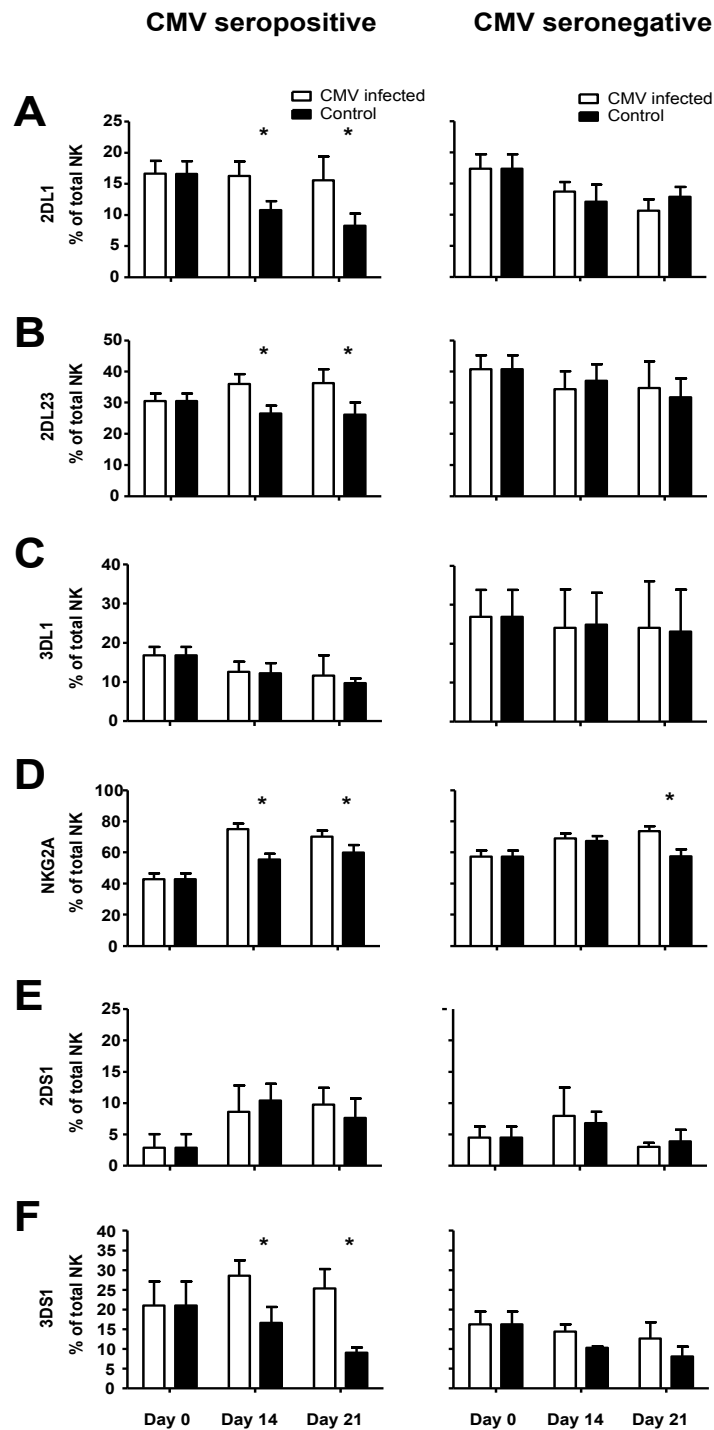 CMV seropositive CMV seronegative
A
CMV infected
Control
CMV infected
Control
2DL1
% of total NK
25
20
15
10
5
0
* *
B
2DL23
% of total NK
50
40
30
20
10
0
* *
C
3DL1
% of total NK
40
30
20
10
0
D
NKG2A
% of total NK
100
80
60
40
20
0
* * *
E
2DS1
% of total NK
25
20
15
10
5
0
F
3DS1
% of total NK
40
35
30
25
20
15
10
5
0
* *
Day 0 Day 14 Day 21 Day 0 Day 14 Day 21